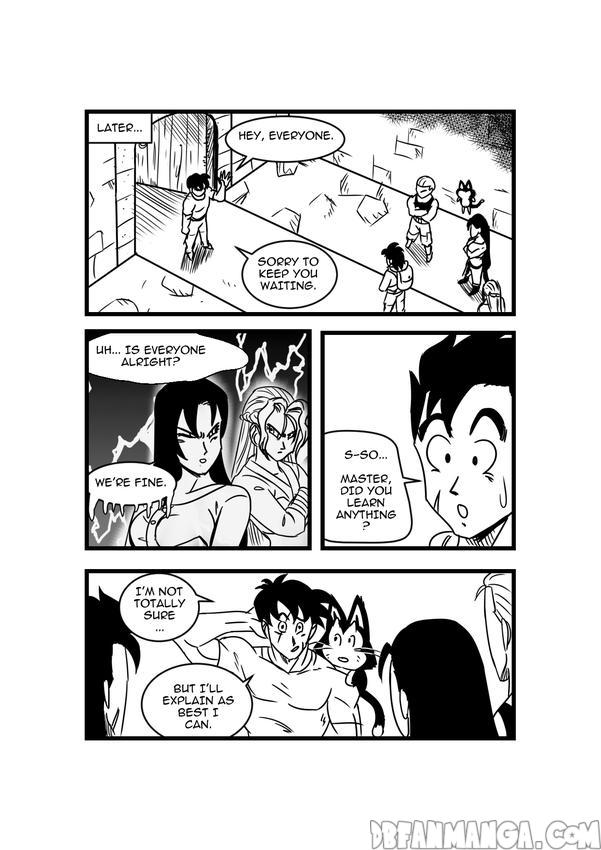 LATER...
HEY, EVERYONE.
SORRY TO
KEEP YOU
WAITING.
UH... IS EVERYONE
ALRIGHT?
WE'RE FINE.
S-SO...
MASTER,
DID YOU
LEARN
ANYTHING
?
I'M NOT
TOTALLY
SURE
...
BUT I'LL
EXPLAIN AS
BEST I
CAN.
DBFANMANGA.COM